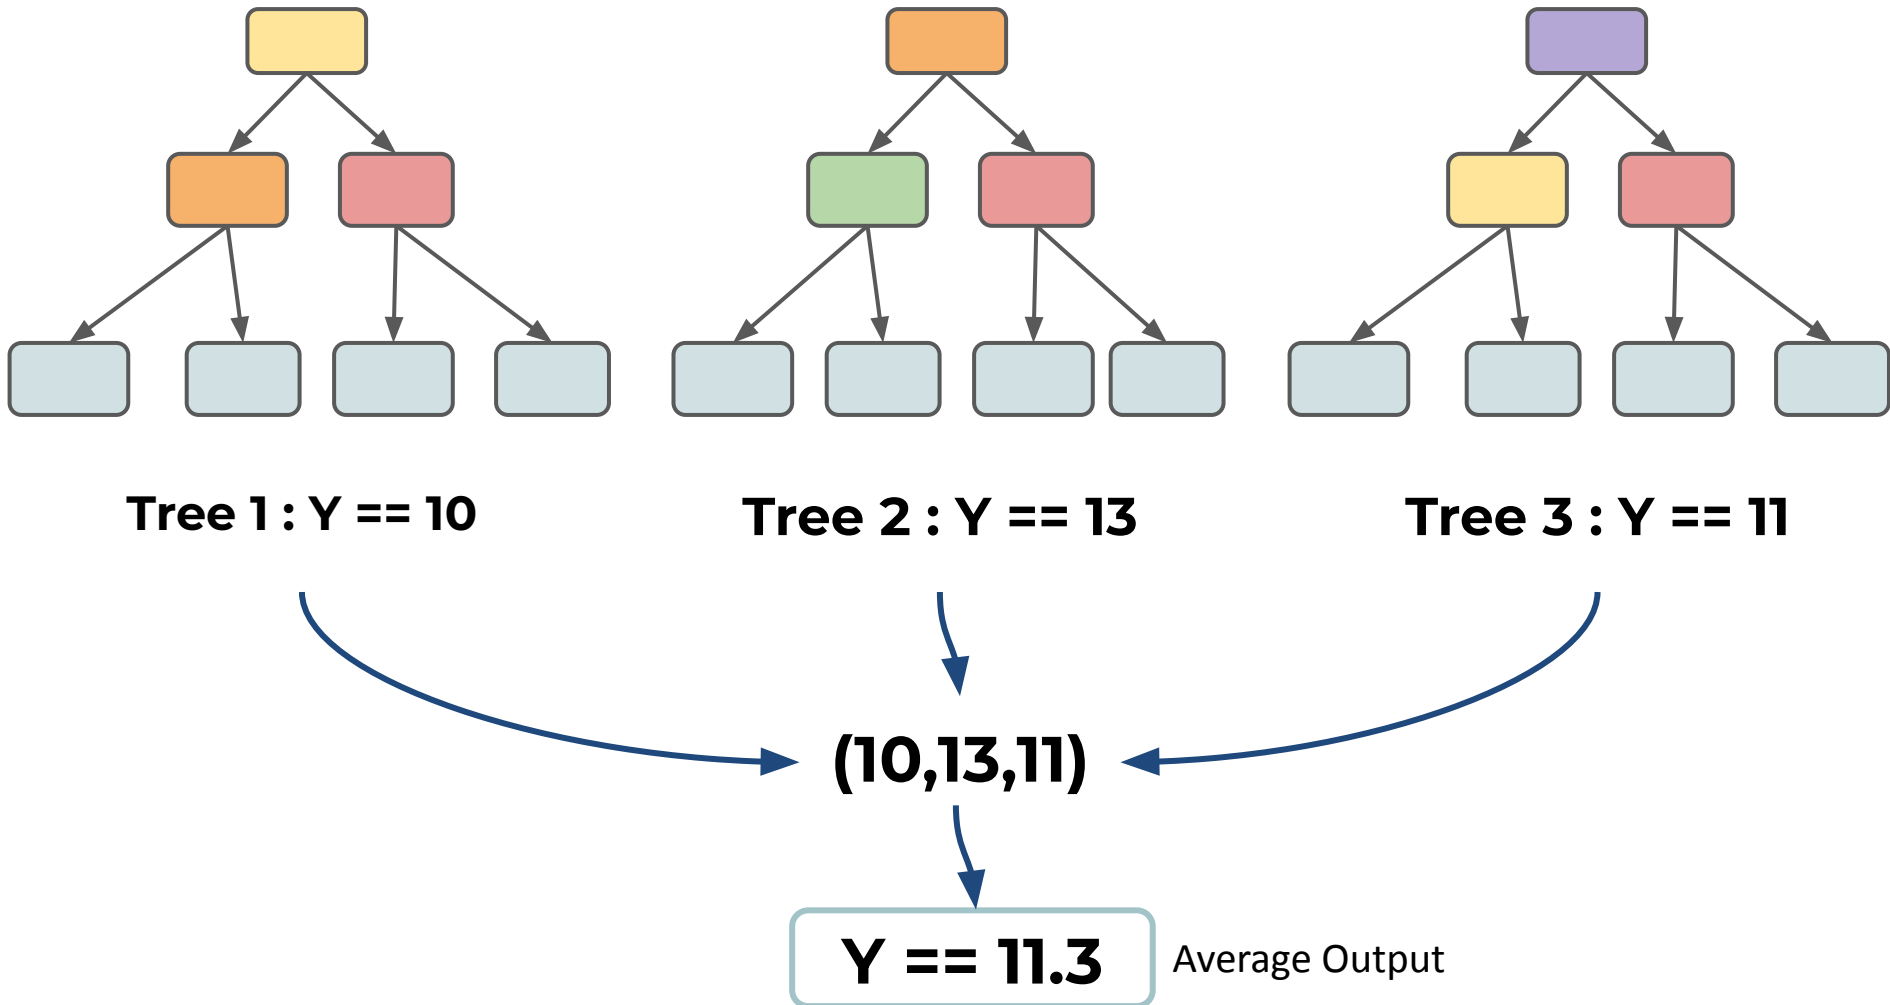 Tree 1 : Y == 10
Tree 2 : Y == 13
Tree 3 : Y == 11
(10,13,11)
Y == 11.3
Average Output